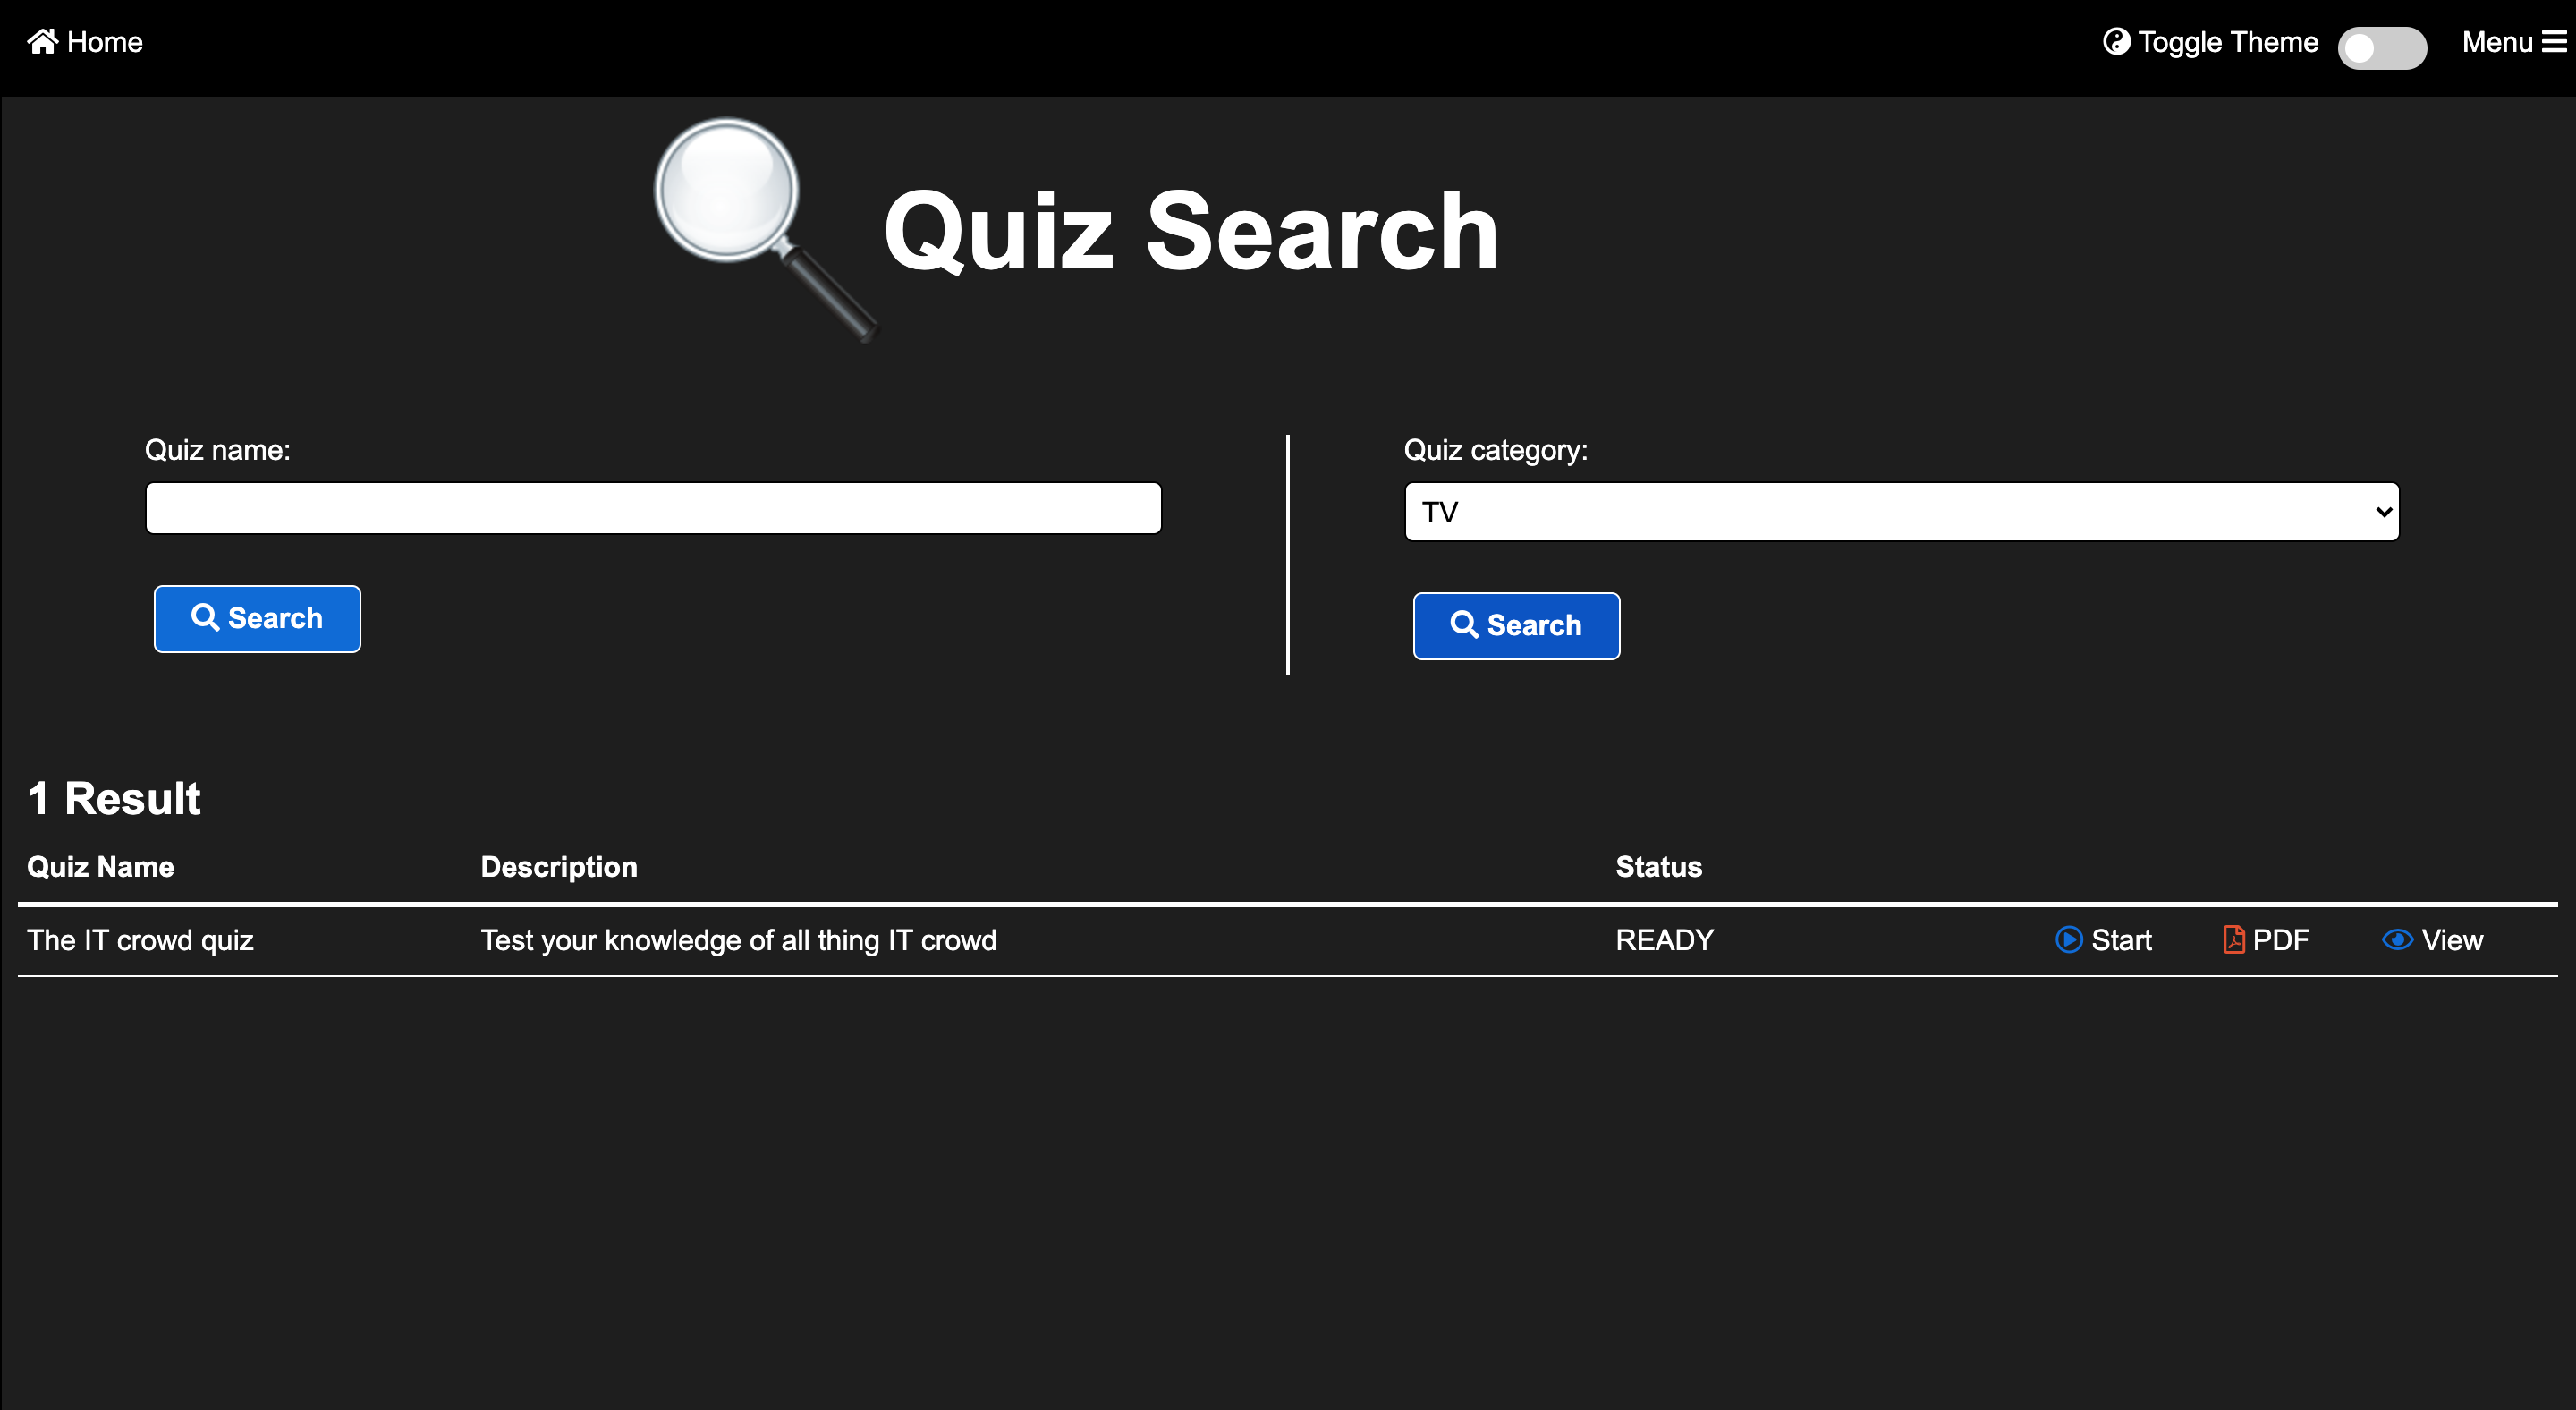 Home
Toggle Theme
Menu
Quiz Search
Quiz name:
Search
Quiz category:
TV
Search
1 Result
Quiz Name Description Status
The IT crowd quiz Test your knowledge of all thing IT crowd READY Start PDF View